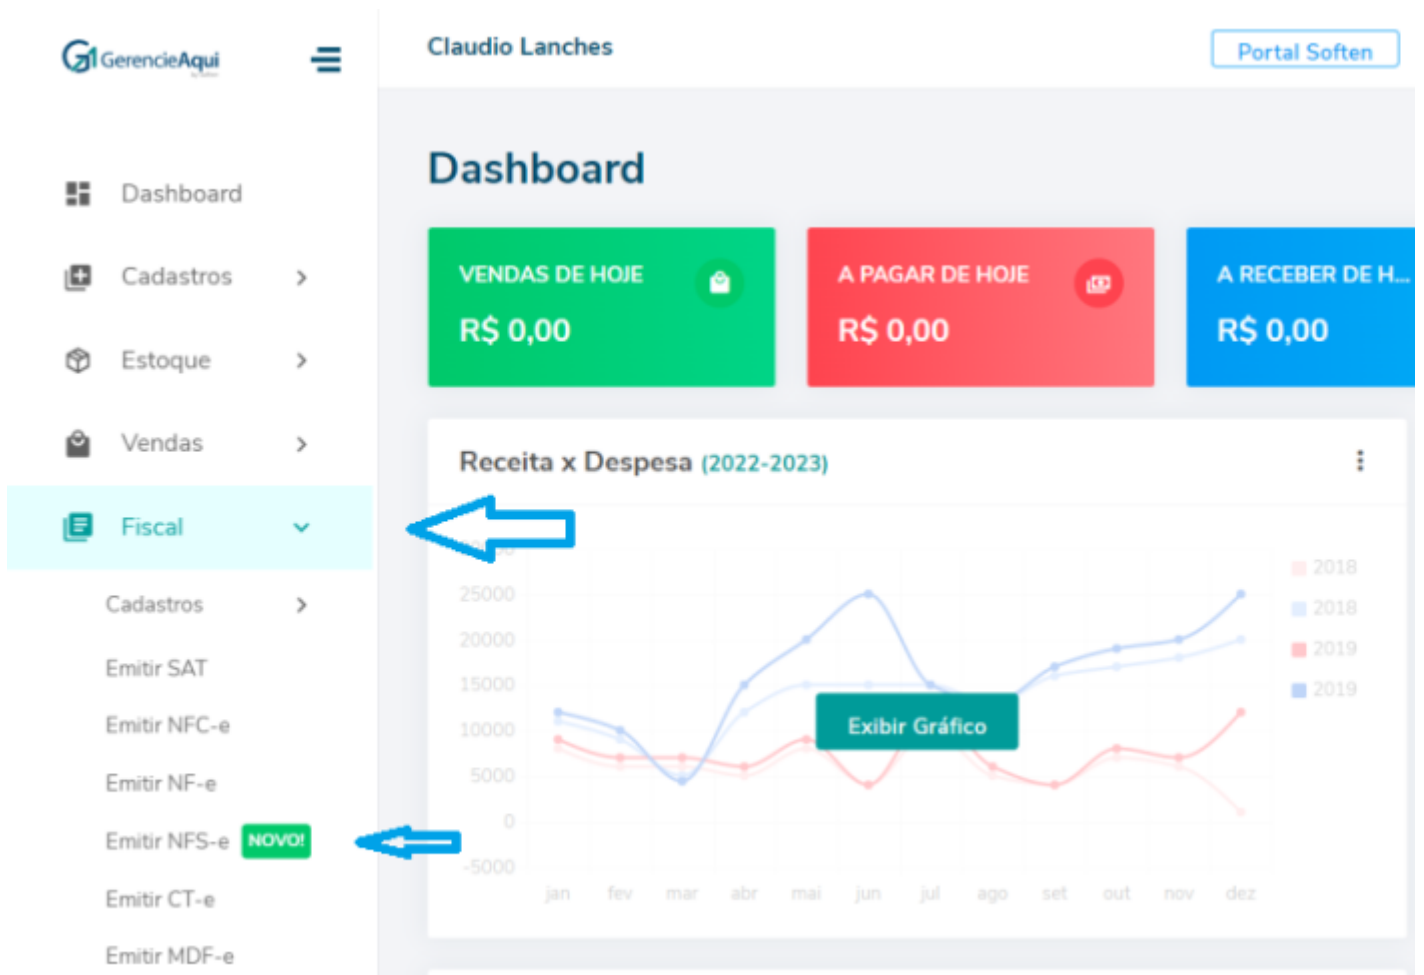 GerencieAqui
Claudio Lanches
Portal Soften
Dashboard
Cadastros
Estoque
Vendas
Fiscal
Cadastros
Emitir SAT
Emitir NFC-e
Emitir NF-e
Emitir NFS-e NOVO!
Emitir CT-e
Emitir MDF-e
Dashboard
VENDAS DE HOJE
R$ 0,00
A PAGAR DE HOJE
R$ 0,00
A RECEBER DE H...
R$ 0,00
Receita x Despesa (2022-2023)
25000
20000
15000
10000
5000
0
-5000
jan fev mar abr mai jun jul ago set out nov dez
2018
2018
2019
2019
Exibir Gráfico